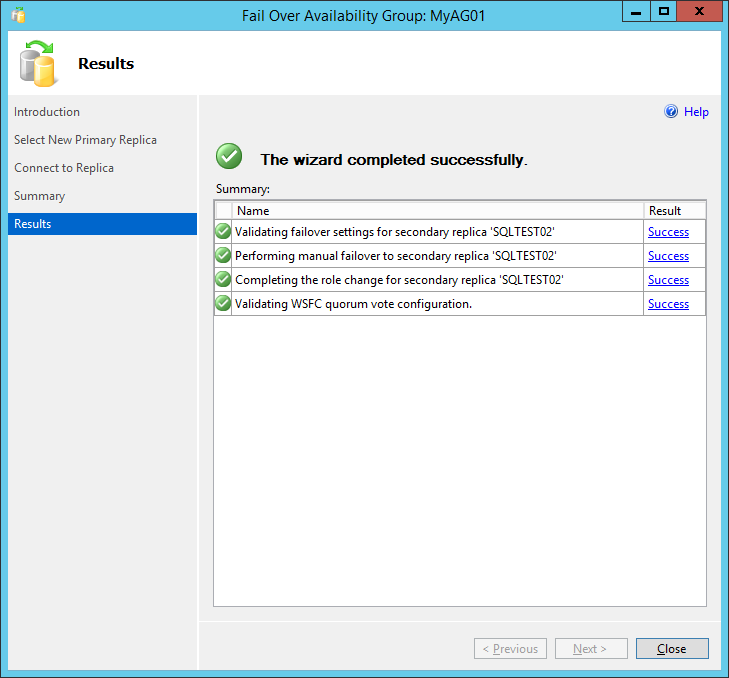 Fail Over Availability Group: MyAG01
Results
Introduction
Select New Primary Replica
Connect to Replica
Summary
Results
Help
The wizard completed successfully.
Summary:
Name Result
Validating failover settings for secondary replica 'SQLTEST02' Success
Performing manual failover to secondary replica 'SQLTEST02' Success
Completing the role change for secondary replica 'SQLTEST02' Success
Validating WSFC quorum vote configuration. Success
< Previous Next > Close